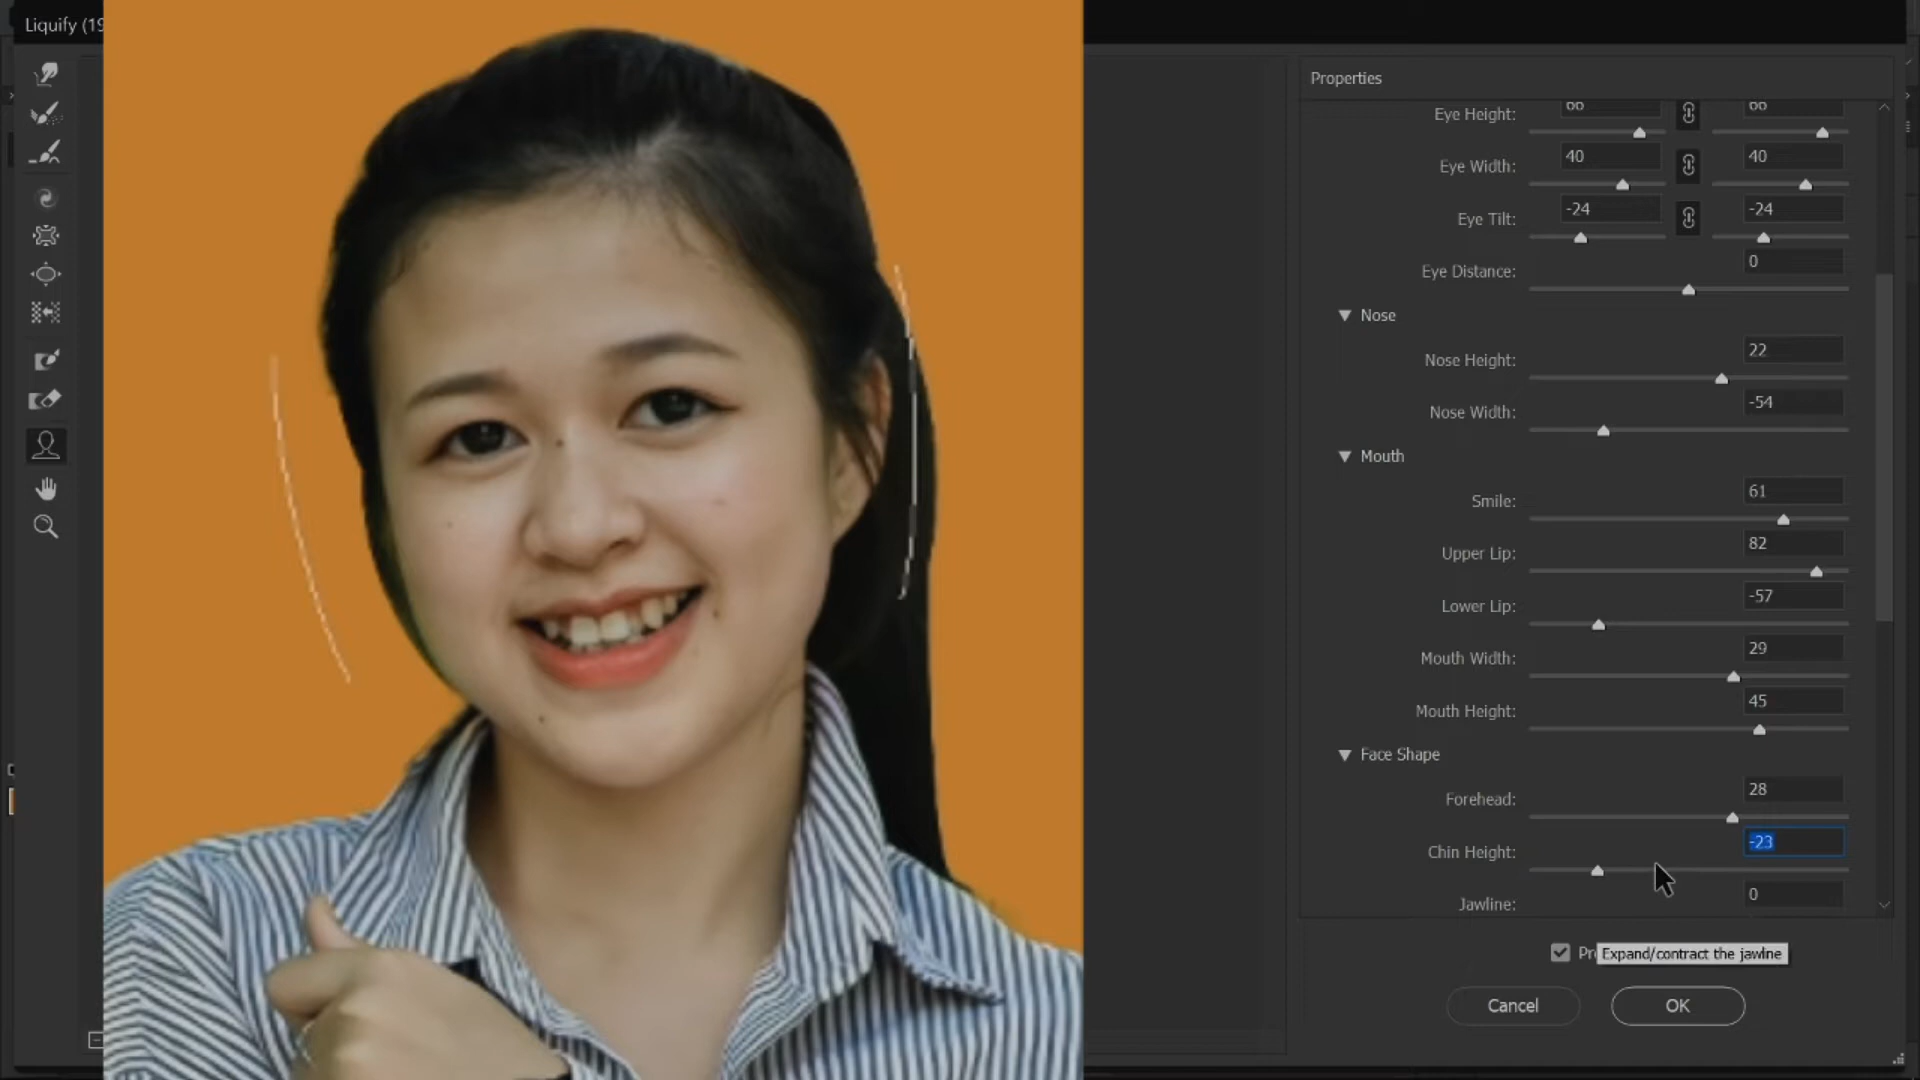 Liquify (19
Properties
Eye Height: 66 66
Eye Width: 40 40
Eye Tilt: -24 -24
Eye Distance: 0
Nose
Nose Height: 22
Nose Width: -54
Mouth
Smile: 61
Upper Lip: 82
Lower Lip: -57
Mouth Width: 29
Mouth Height: 45
Face Shape
Forehead: 28
Chin Height: -23
Jawline: 0
Pr
Expand/contract the jawline
Cancel
OK